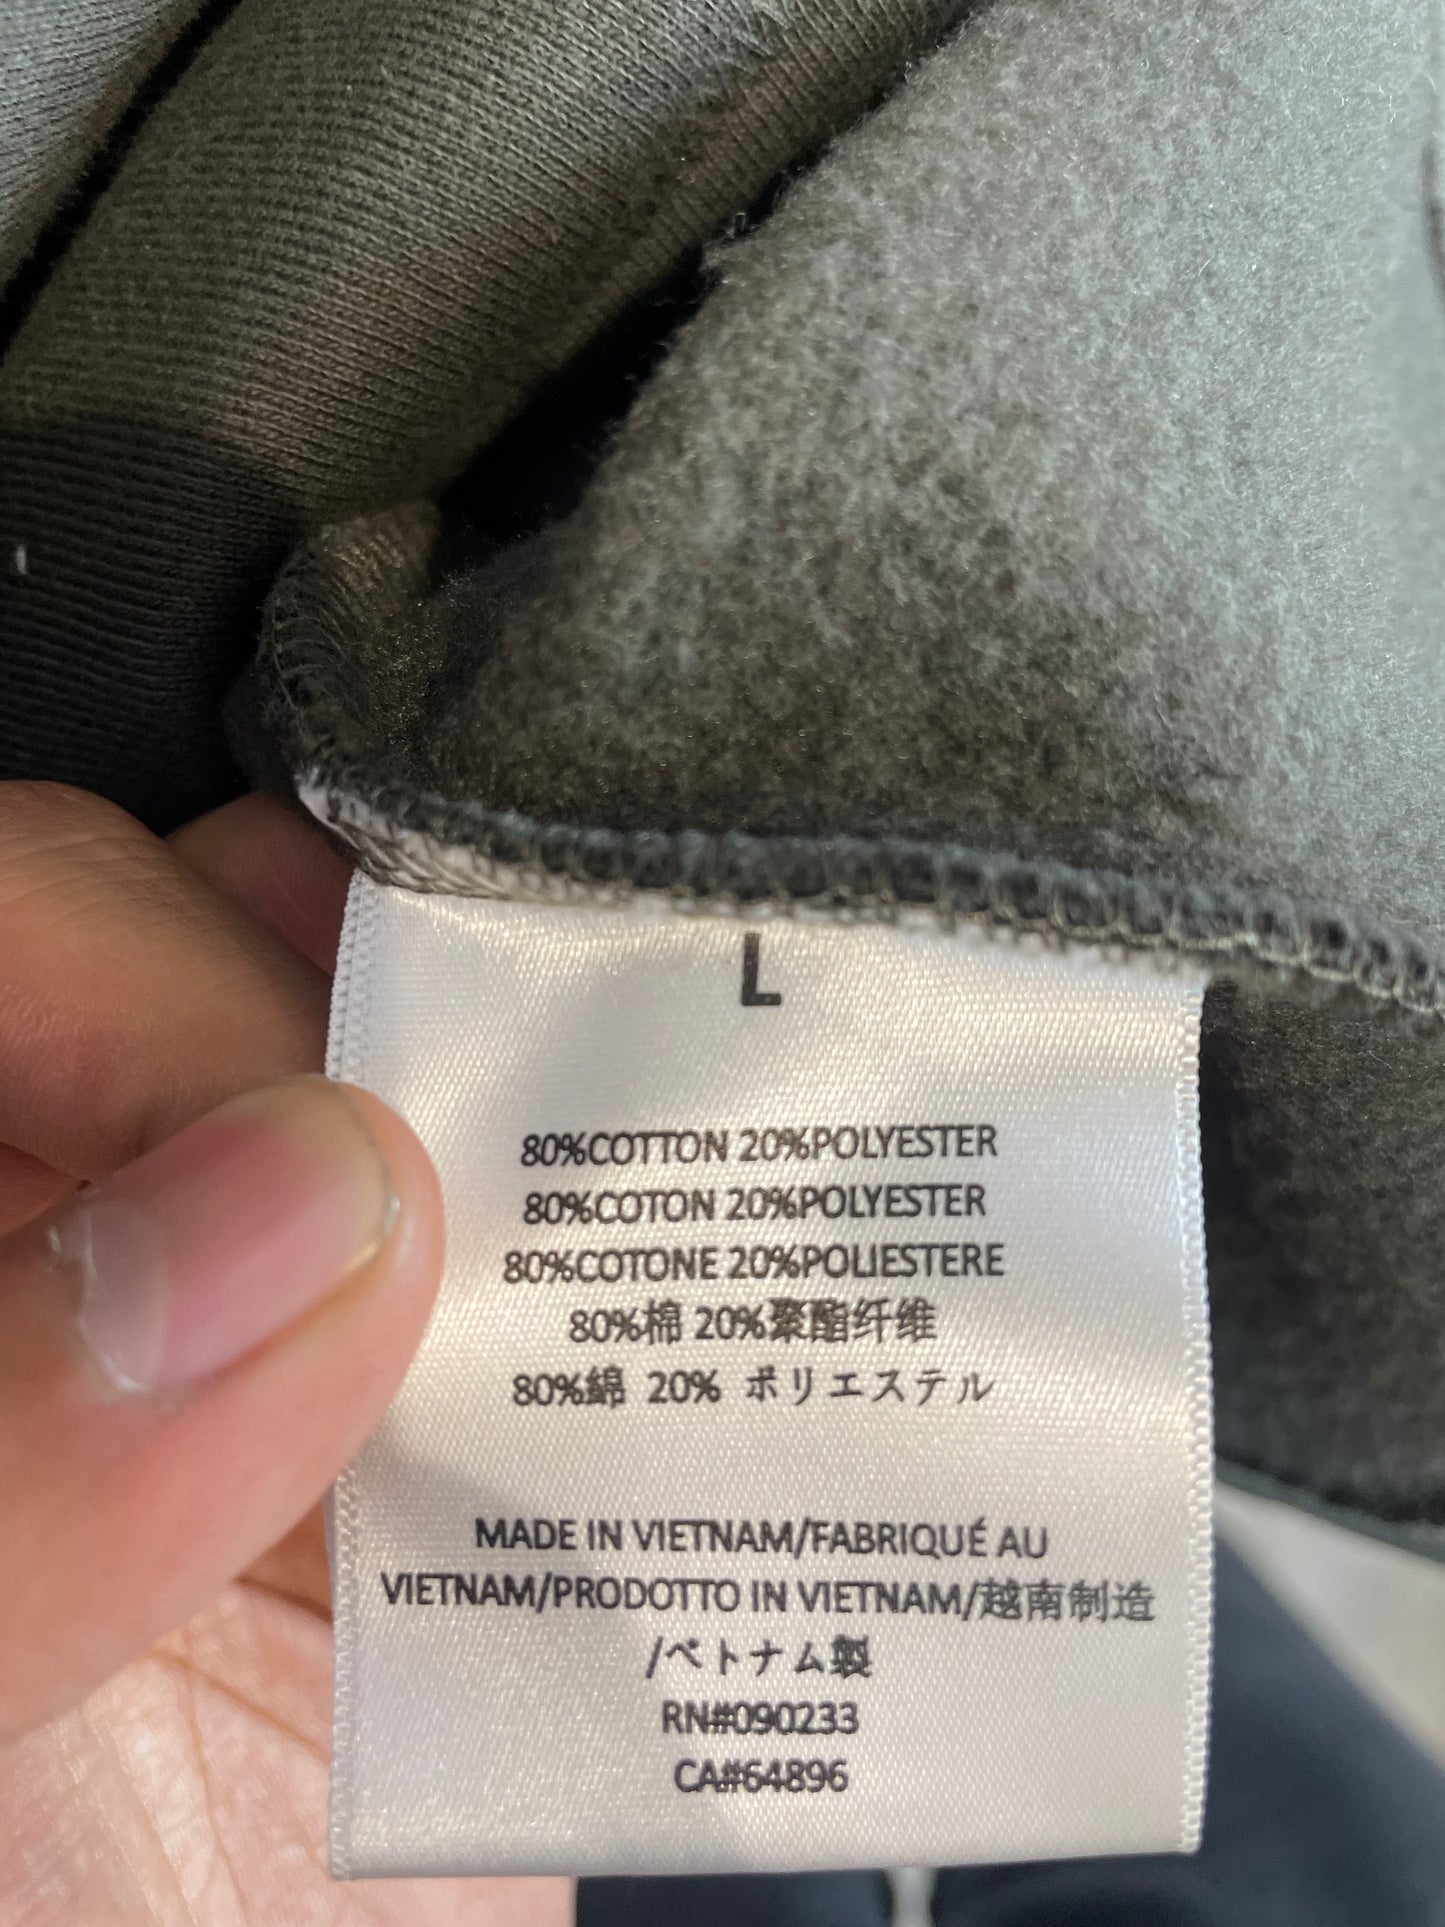 L
80%COTTON 20%POLYESTER
80%COTON 20%POLYESTER
80%COTONE 20%POLIESTERE
80%棉 20%聚酯纤维
80%綿 20% ポリエステル
MADE IN VIETNAM/FABRIQUÉ AU
VIETNAM/PRODOTTO IN VIETNAM/越南制造
/ベトナム製
RN#090233
CA#64896